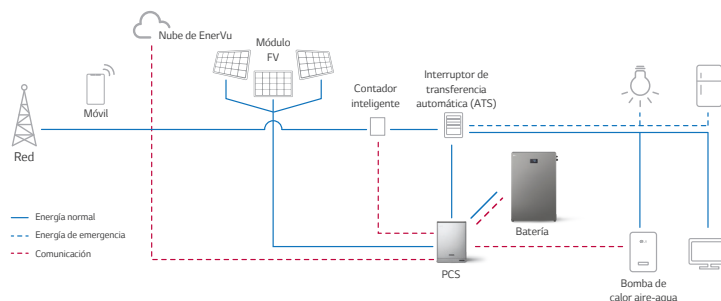 Nube de EnerVu
Módulo
FV
Móvil
Contador
inteligente
Interruptor de
transferencia
automática (ATS)
Red
Energía normal
Energía de emergencia
Comunicación
Batería
PCS
Bomba de
calor aire-agua